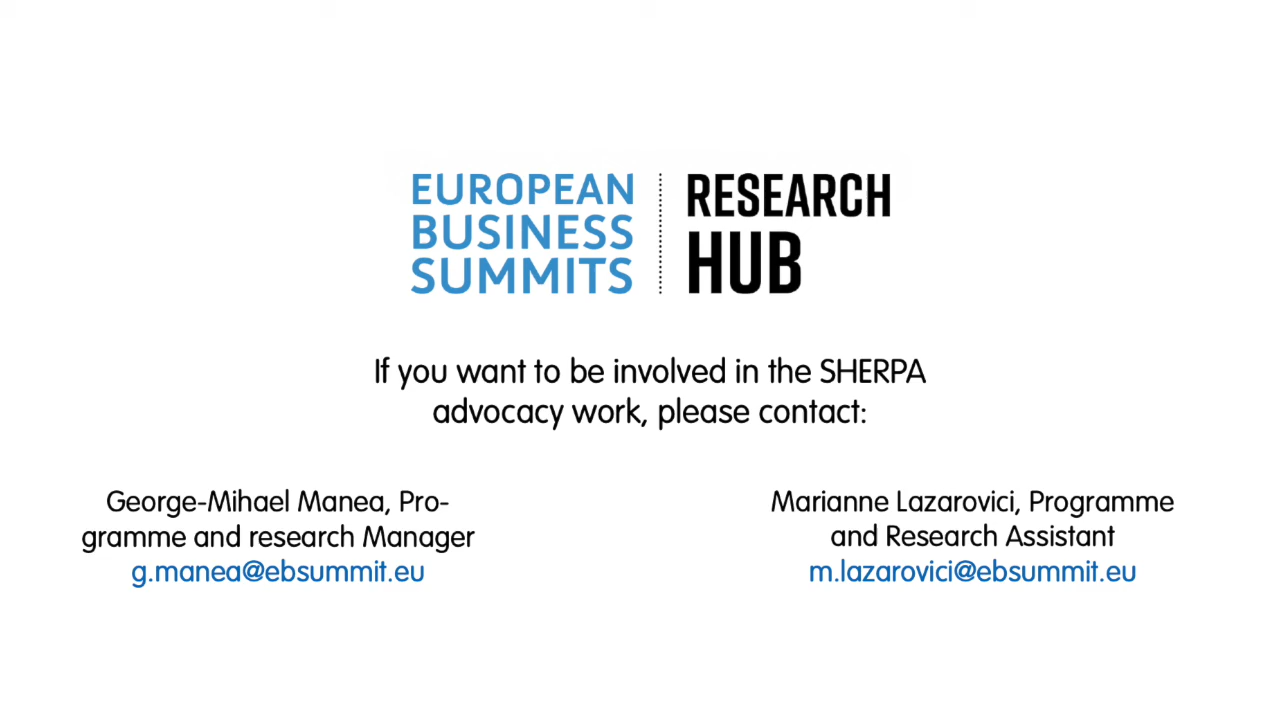 EUROPEAN
BUSINESS
SUMMITS
RESEARCH
HUB
If you want to be involved in the SHERPA
advocacy work, please contact:
George-Mihael Manea, Pro-
gramme and research Manager
g.manea@ebsummit.eu
Marianne Lazarovici, Programme
and Research Assistant
m.lazarovici@ebsummit.eu